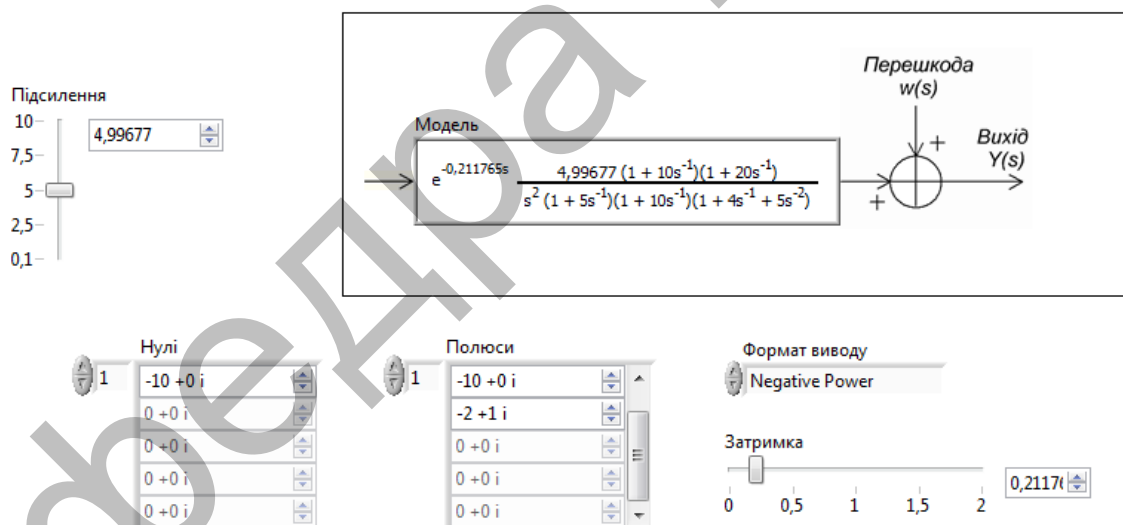 Підсилення
10
7,5
5
2,5
0,1
4,99677
Перешкода
w(s)
Модель
+
Вихід
Y(s)
e^-0,211765s 4,99677 (1 + 10s^-1)(1 + 20s^-1)
s^2 (1 + 5s^-1)(1 + 10s^-1)(1 + 4s^-1 + 5s^-2)
+
Нулі
1
-10 +0 i
0 +0 i
0 +0 i
0 +0 i
0 +0 i
Полюси
1
-10 +0 i
-2 +1 i
0 +0 i
0 +0 i
0 +0 i
Формат виводу
Negative Power
Затримка
0 0,5 1 1,5 2
0,2117
федра